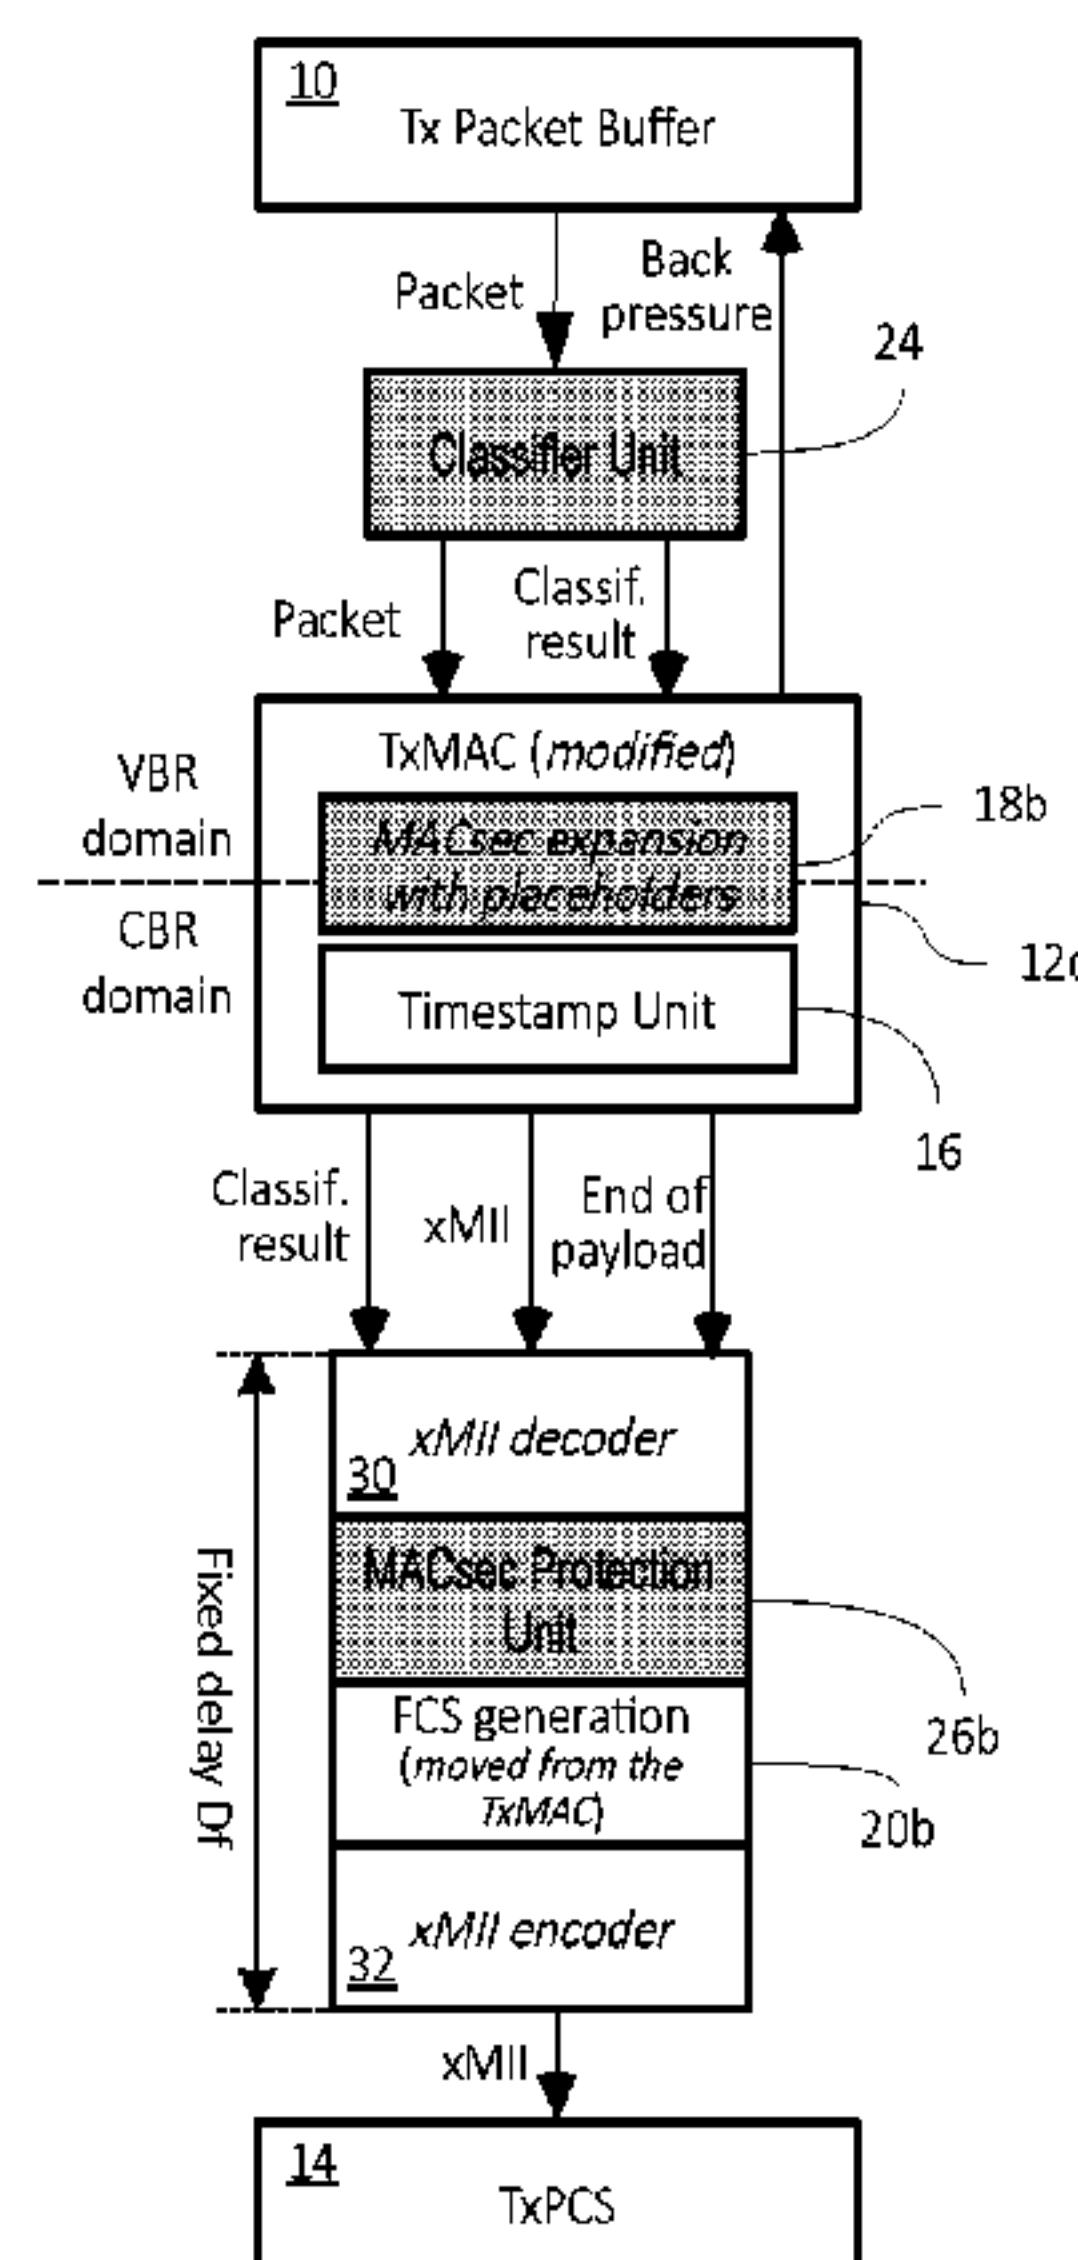 10
Tx Packet Buffer
Back
pressure
Packet
24
Classifier Unit
Classif.
result
Packet
TxMAC (modified)
VBR
domain
MACsec expansion
with placeholders
18b
CBR
domain
Timestamp Unit
16
Classif.
result
xMII
End of
payload
xMII decoder
30
MACsec Protection
Unit
Fixed delay Df
FCS generation
(moved from the
TxMAC)
26b
20b
xMII encoder
32
xMII
14
TxPCS